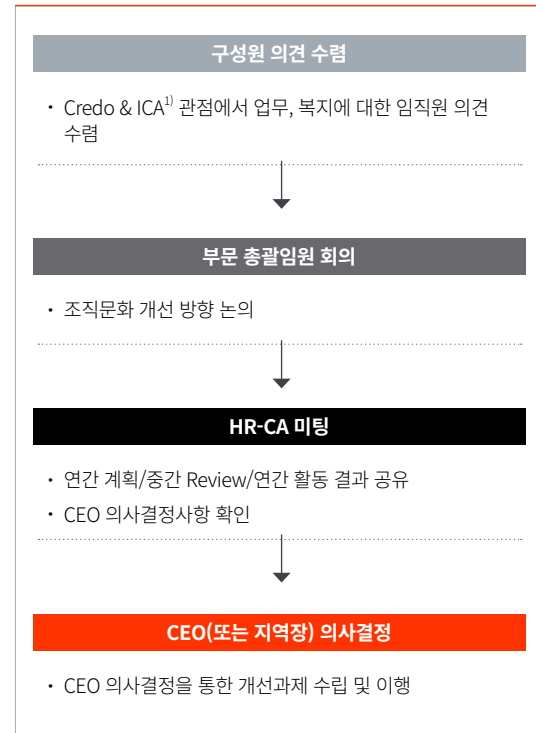 구성원 의견 수렴
• Credo & ICA1) 관점에서 업무, 복지에 대한 임직원 의견
수렴
부문 총괄임원 회의
• 조직문화 개선 방향 논의
HR-CA 미팅
• 연간 계획/중간 Review/연간 활동 결과 공유
• CEO 의사결정사항 확인
CEO(또는 지역장) 의사결정
• CEO 의사결정을 통한 개선과제 수립 및 이행